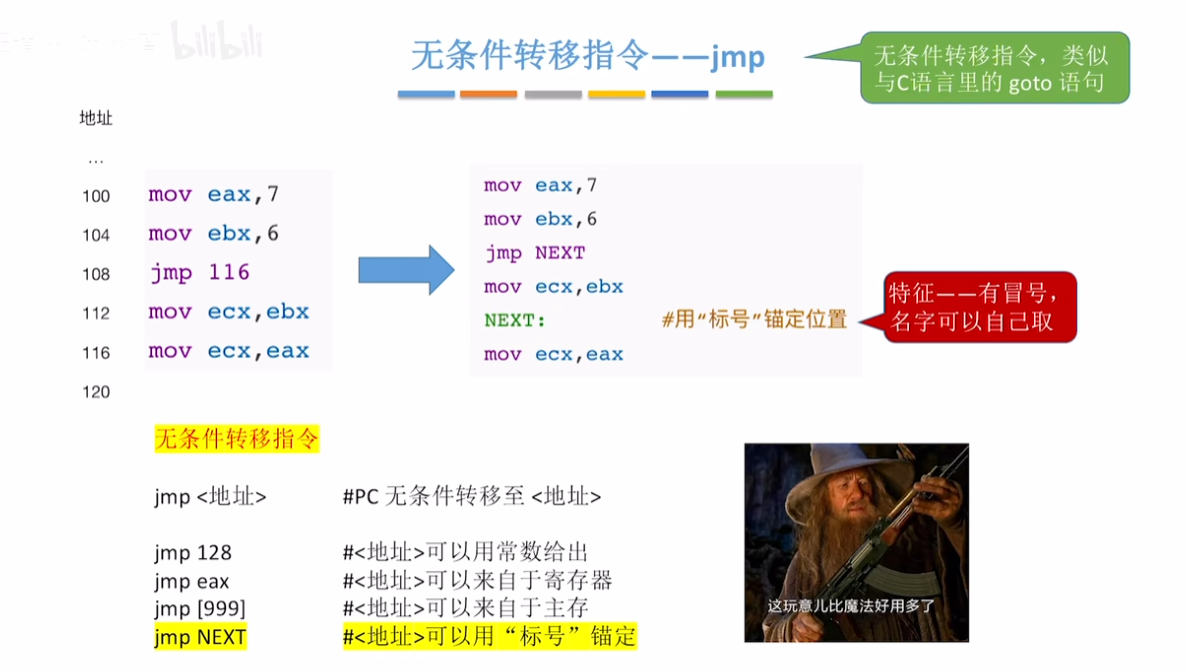 bilibili
无条件转移指令——jmp
无条件转移指令，类似
与C语言里的 goto 语句
地址
...
100
104
108
112
116
120
mov eax,7
mov ebx,6
jmp 116
mov ecx,ebx
mov ecx,eax
mov eax,7
mov ebx,6
jmp NEXT
mov ecx,ebx
NEXT: #用“标号”锚定位置
mov ecx,eax
特征——有冒号，
名字可以自己取
无条件转移指令
jmp <地址> #PC 无条件转移至 <地址>
jmp 128 #<地址>可以用常数给出
jmp eax #<地址>可以来自于寄存器
jmp [999] #<地址>可以来自于主存
jmp NEXT #<地址>可以用“标号”锚定
这玩意儿比魔法好用多了